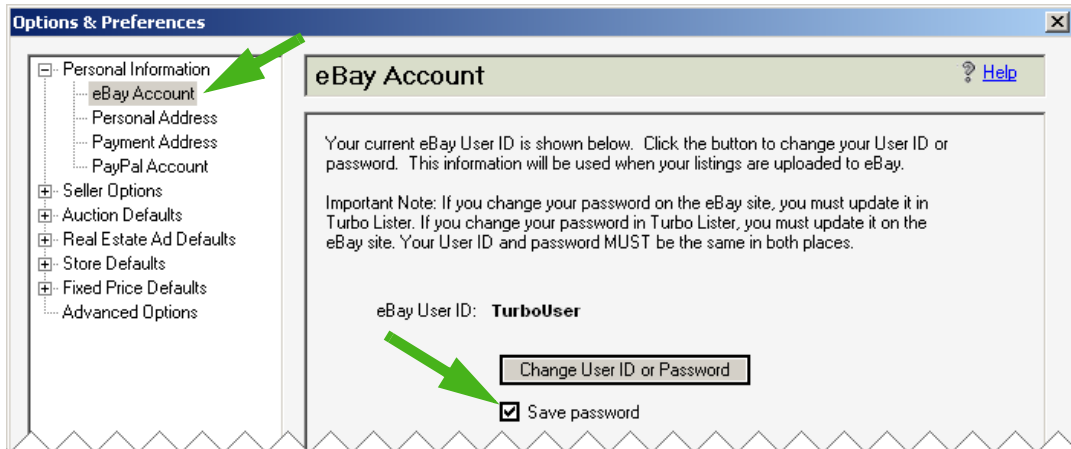 Options & Preferences
Personal Information
eBay Account
Personal Address
Payment Address
PayPal Account
Seller Options
Auction Defaults
Real Estate Ad Defaults
Store Defaults
Fixed Price Defaults
Advanced Options
eBay Account
? Help
Your current eBay User ID is shown below. Click the button to change your User ID or
password. This information will be used when your listings are uploaded to eBay.
Important Note: If you change your password on the eBay site, you must update it in
Turbo Lister. If you change your password in Turbo Lister, you must update it on the
eBay site. Your User ID and password MUST be the same in both places.
eBay User ID: TurboUser
Change User ID or Password
Save password